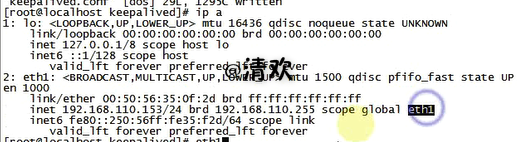 keepalived.conf" [dos] 29L, 1295C written
[root@localhost keepalived]# ip a
1: lo: <LOOPBACK,UP,LOWER_UP> mtu 16436 qdisc noqueue state UNKNOWN
link/loopback 00:00:00:00:00:00 brd 00:00:00:00:00:00
inet 127.0.0.1/8 scope host lo
inet6 ::1/128 scope host
valid_lft forever preferred_lft forever
2: eth1: <BROADCAST,MULTICAST,UP,LOWER_UP> mtu 1500 qdisc pfifo_fast state UP
en 1000
link/ether 00:50:56:35:0f:2d brd ff:ff:ff:ff:ff:ff
inet 192.168.110.153/24 brd 192.168.110.255 scope global eth1
inet6 fe80::250:56ff:fe35:f2d/64 scope link
valid_lft forever preferred_lft forever
[root@localhost keepalived]# eth1
@清欢